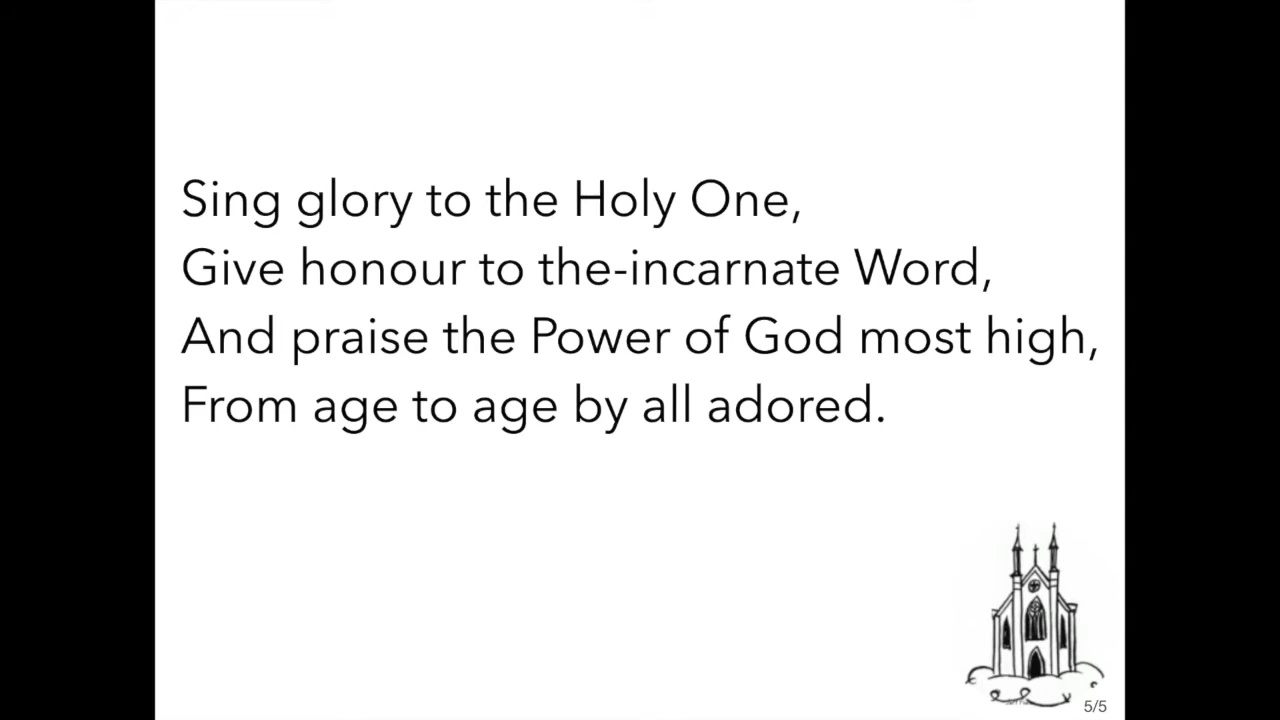 Sing glory to the Holy One,
Give honour to the-incarnate Word,
And praise the Power of God most high,
From age to age by all adored.
5/5